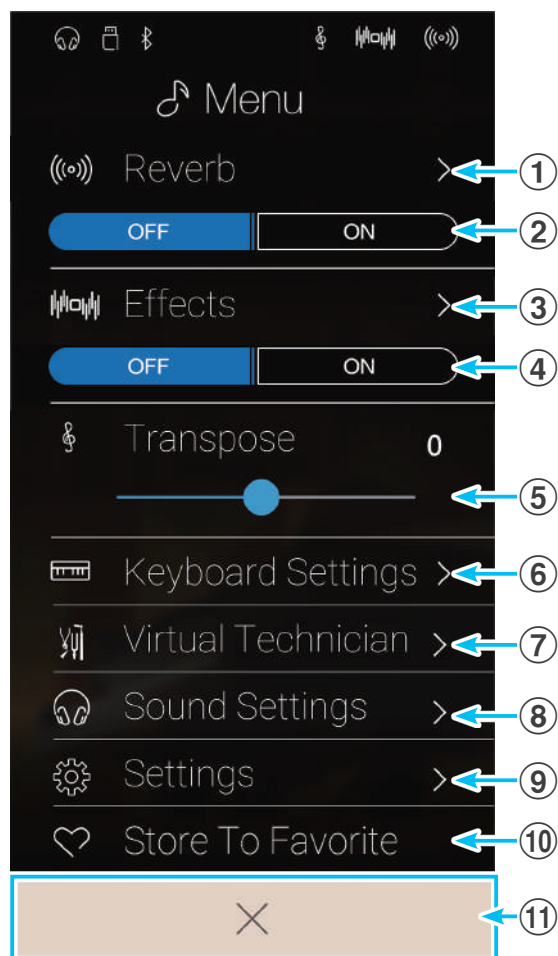 Menu
Reverb
①
OFF ON
②
Effects
③
OFF ON
④
Transpose 0
⑤
Keyboard Settings
⑥
Virtual Technician
⑦
Sound Settings
⑧
Settings
⑨
Store To Favorite
⑩
⑪